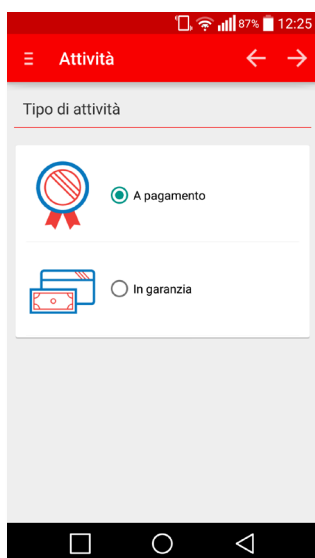 87% 12:25
Attività
Tipo di attività
A pagamento
In garanzia